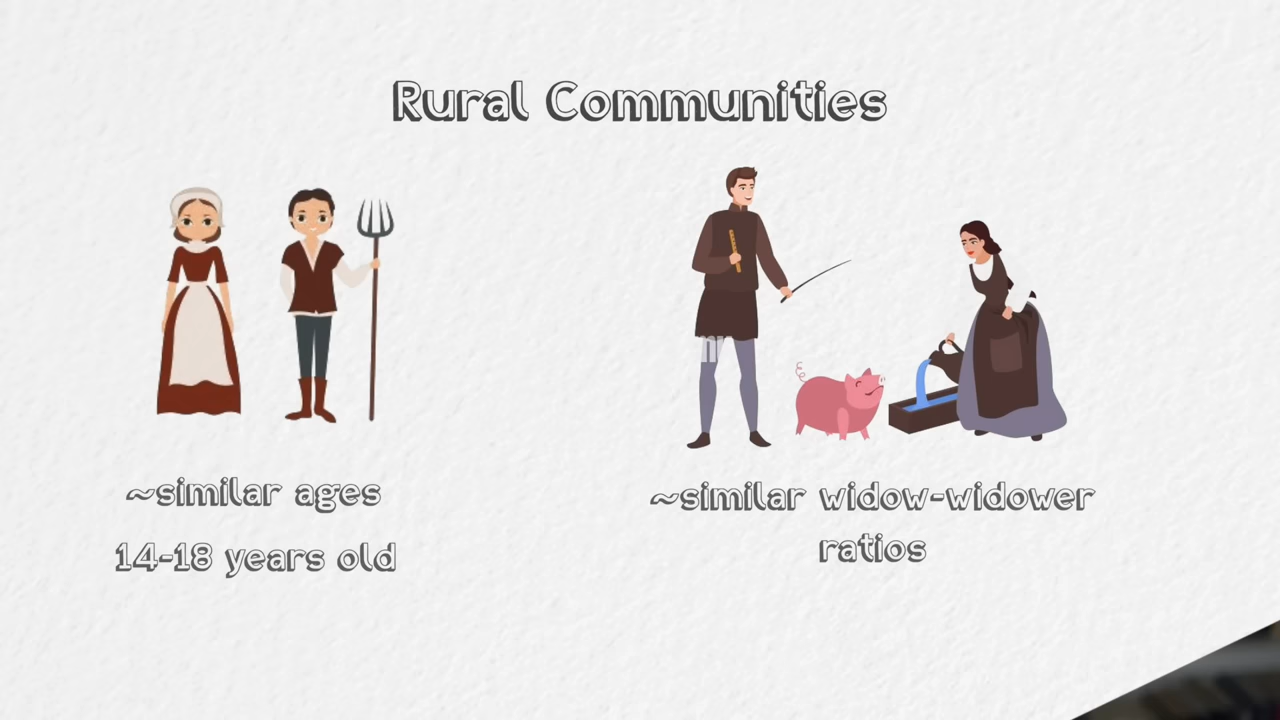 Rural Communities
~similar ages
14-18 years old
~similar widow-widower
ratios